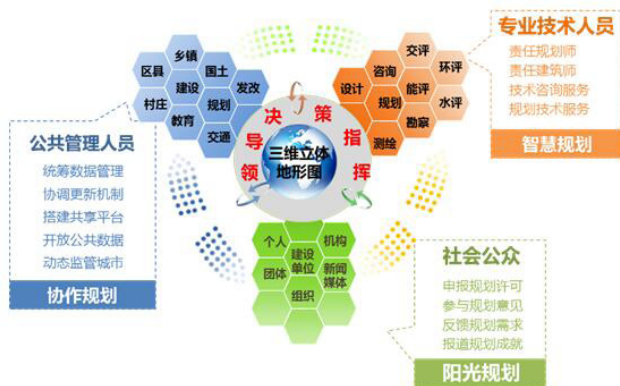 乡镇
区县
国土
发改
建设
村庄
规划
教育
交通
公共管理人员
统筹数据管理
协调更新机制
搭建共享平台
开放公共数据
动态监管城市
协作规划
领导决策指挥
三维立体
地形图
交评
咨询
环评
设计
能评
规划
水评
勘察
测绘
专业技术人员
责任规划师
责任建筑师
技术咨询服务
规划技术服务
智慧规划
个人
机构
建设
单位
团体
新闻
媒体
组织
社会公众
申报规划许可
参与规划意见
反馈规划需求
报道规划成就
阳光规划